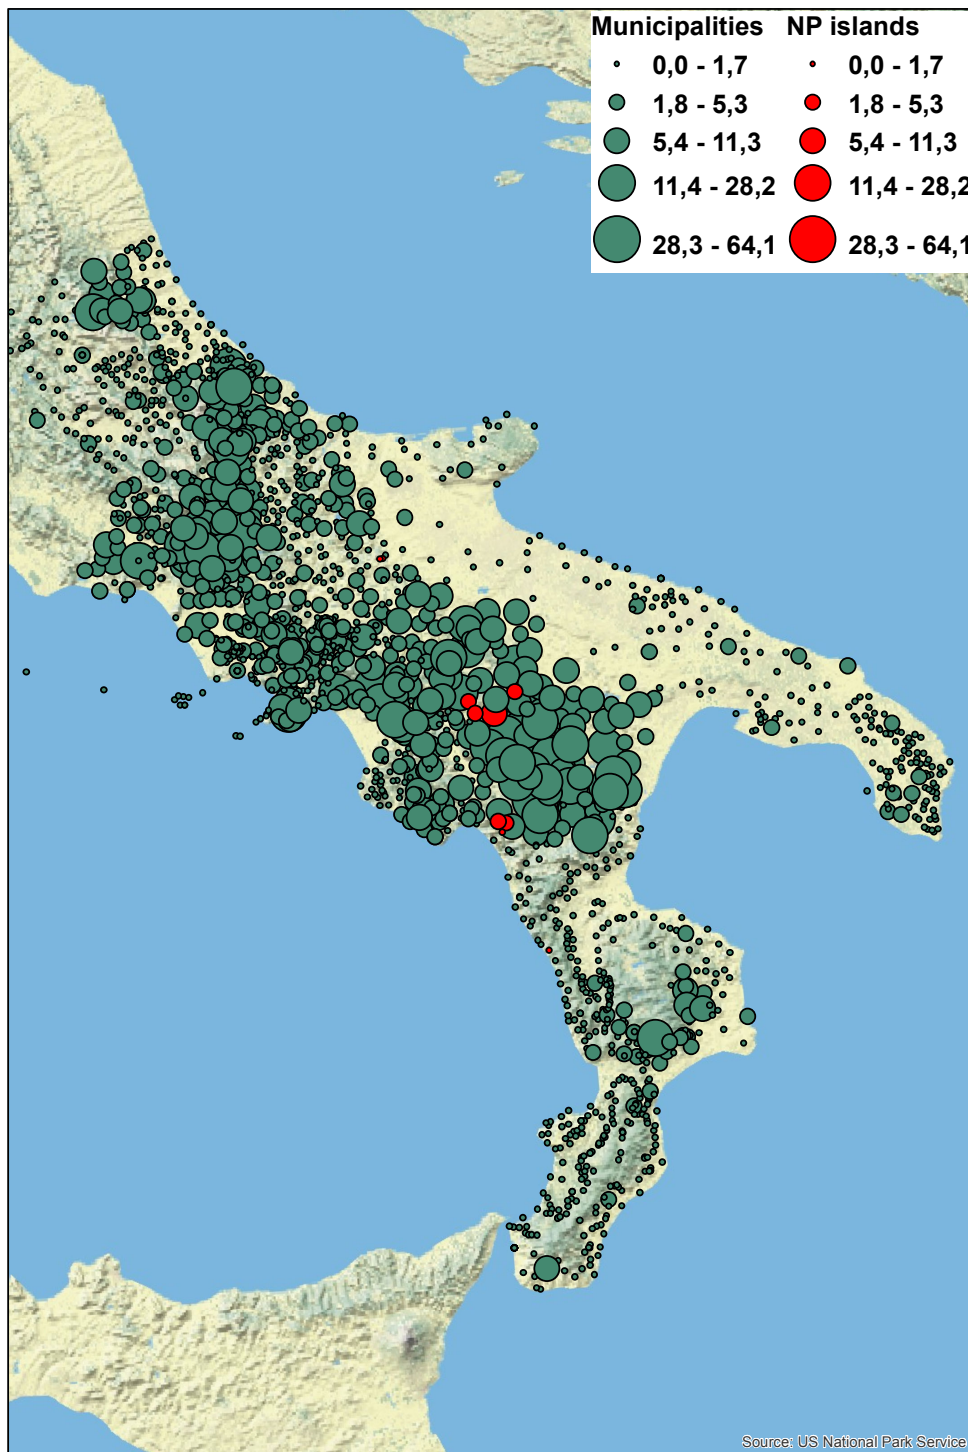 Municipalities NP islands
0,0 - 1,7 0,0 - 1,7
1,8 - 5,3 1,8 - 5,3
5,4 - 11,3 5,4 - 11,3
11,4 - 28,2 11,4 - 28,2
28,3 - 64,1 28,3 - 64,1
Source: US National Park Service